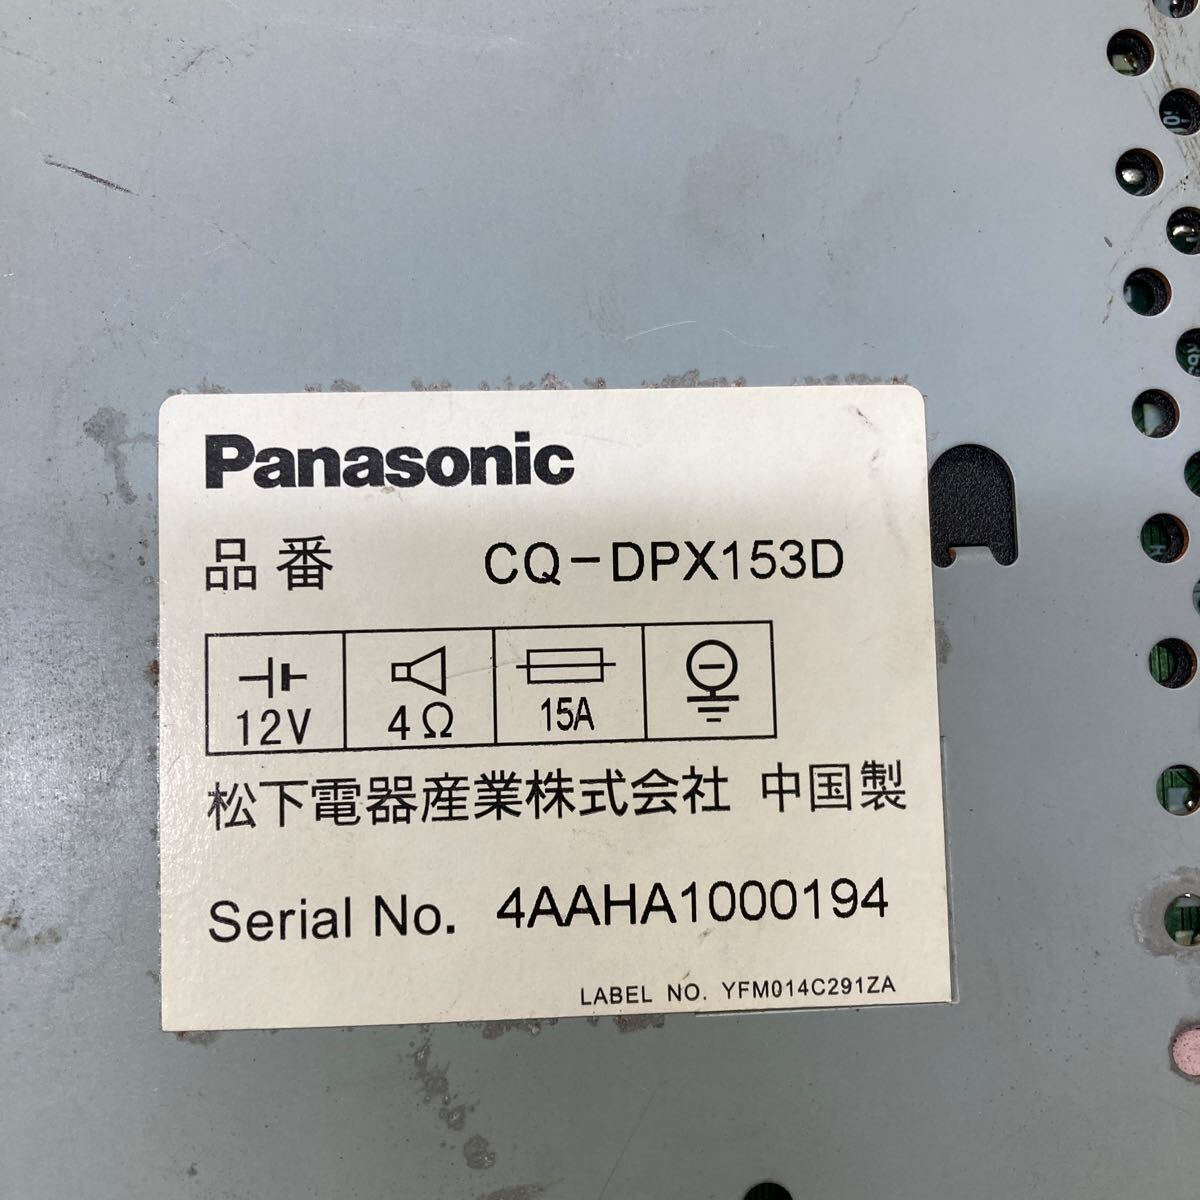 Panasonic
品番 CQ-DPX153D
12V 4Ω 15A
松下電器産業株式会社 中国製
Serial No. 4AAHA1000194
LABEL NO. YFM014C291ZA